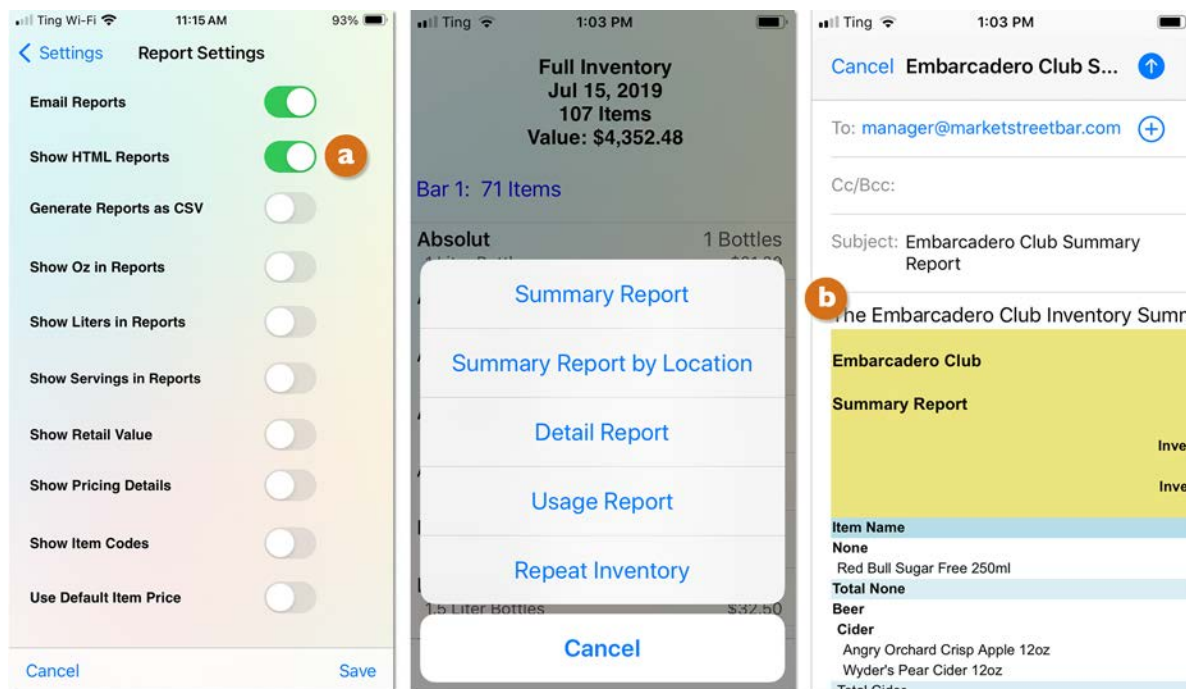 Ting Wi-Fi 11:15 AM 93%
Settings Report Settings
Email Reports
Show HTML Reports
a
Generate Reports as CSV
Show Oz in Reports
Show Liters in Reports
Show Servings in Reports
Show Retail Value
Show Pricing Details
Show Item Codes
Use Default Item Price
Cancel Save
Ting 1:03 PM
Full Inventory
Jul 15, 2019
107 Items
Value: $4,352.48
Bar 1: 71 Items
Absolut 1 Bottles
Summary Report
Summary Report by Location
Detail Report
Usage Report
Repeat Inventory
1.5 Liter Bottles $32.50
Cancel
Ting 1:03 PM
Cancel Embarcadero Club S...
To: manager@marketstreetbar.com
Cc/Bcc:
Subject: Embarcadero Club Summary
Report
b
The Embarcadero Club Inventory Summ
Embarcadero Club
Summary Report
Inve
Inve
Item Name
None
Red Bull Sugar Free 250ml
Total None
Beer
Cider
Angry Orchard Crisp Apple 12oz
Wyder's Pear Cider 12oz
Total Cider